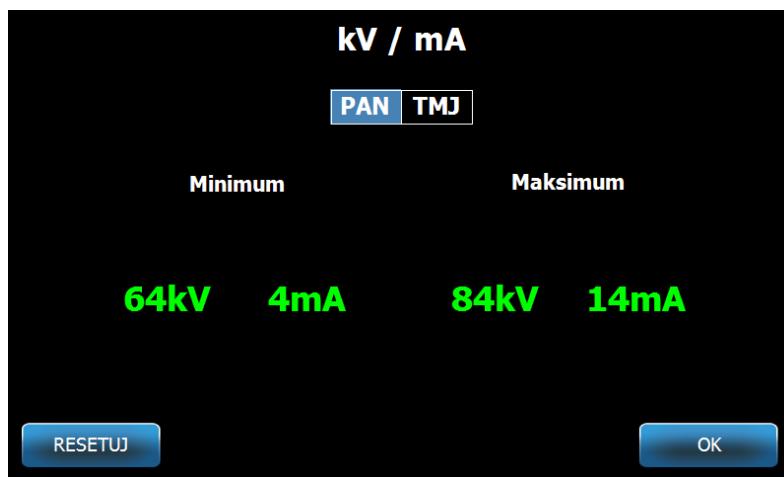 kV / mA
PAN TMJ
Minimum Maksimum
64kV 4mA 84kV 14mA
RESETUJ OK